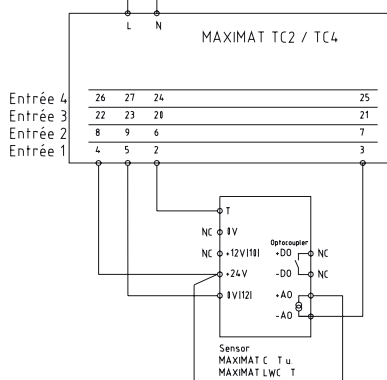 L N
MAXIMAT TC2 / TC4
Entrée 4 26 27 24 25
Entrée 3 22 23 20 21
Entrée 2 8 9 6 7
Entrée 1 4 5 2 3
T
NC 0V
Optocoupler
NC +12V(10) +DO NC
+24V -DO NC
0V(12) +AO
-AO
Sensor
MAXIMAT C T u
MAXIMAT LWC T